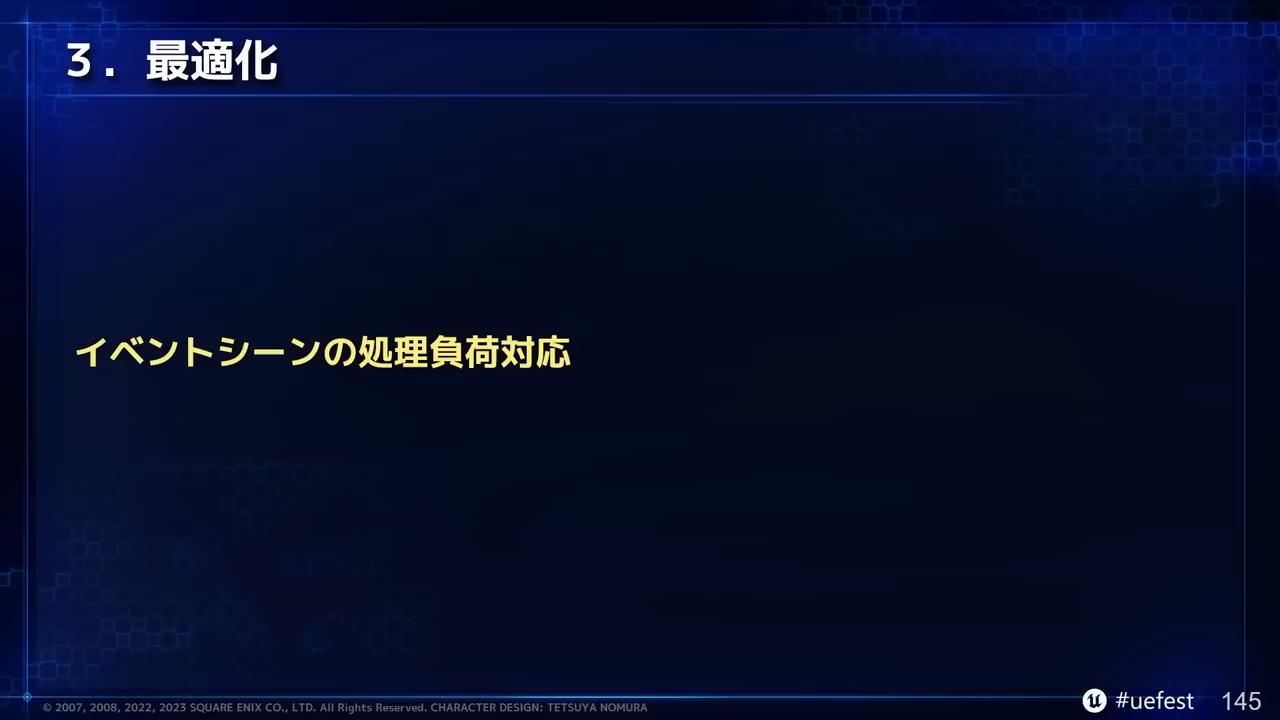 ３．最適化
イベントシーンの処理負荷対応
© 2007, 2008, 2022, 2023 SQUARE ENIX CO., LTD. All Rights Reserved. CHARACTER DESIGN: TETSUYA NOMURA
#uefest 145